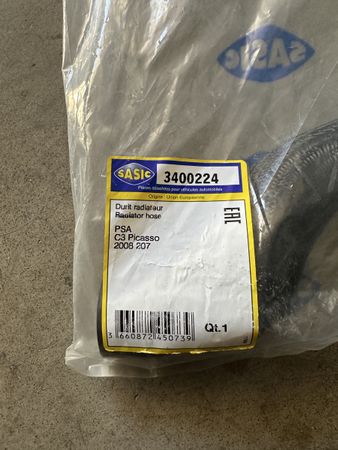 SASIC
SASIC 3400224
Pièces détachées pour véhicules automobiles
Origine : Union Européenne
Durit radiateur
Radiator hose
PSA
C3 Picasso
2008 207
EAC
3 660872 450739
Qt.1